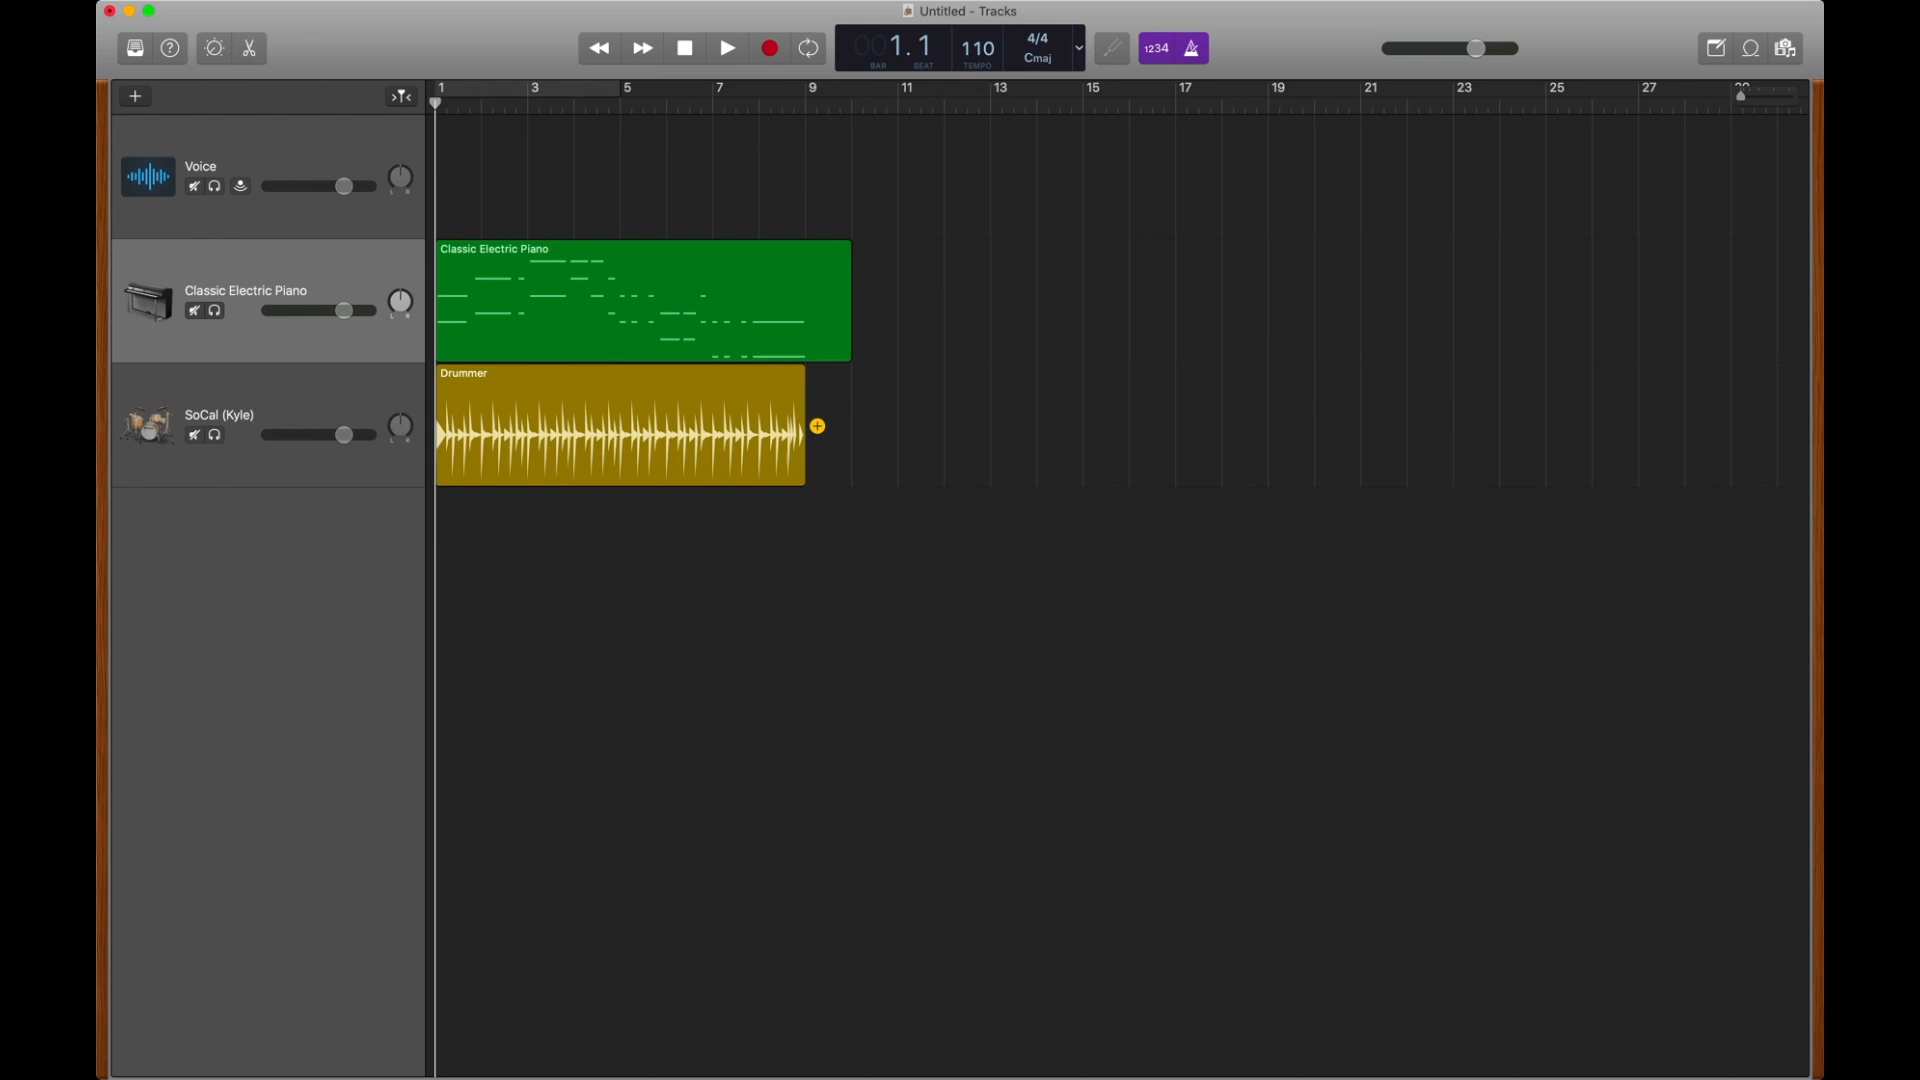 Untitled - Tracks
001.1
BAR BEAT
110
TEMPO
4/4
Cmaj
1234
1 3 5 7 9 11 13 15 17 19 21 23 25 27
Voice
L R
Classic Electric Piano
L R
SoCal (Kyle)
L R
Classic Electric Piano
Drummer